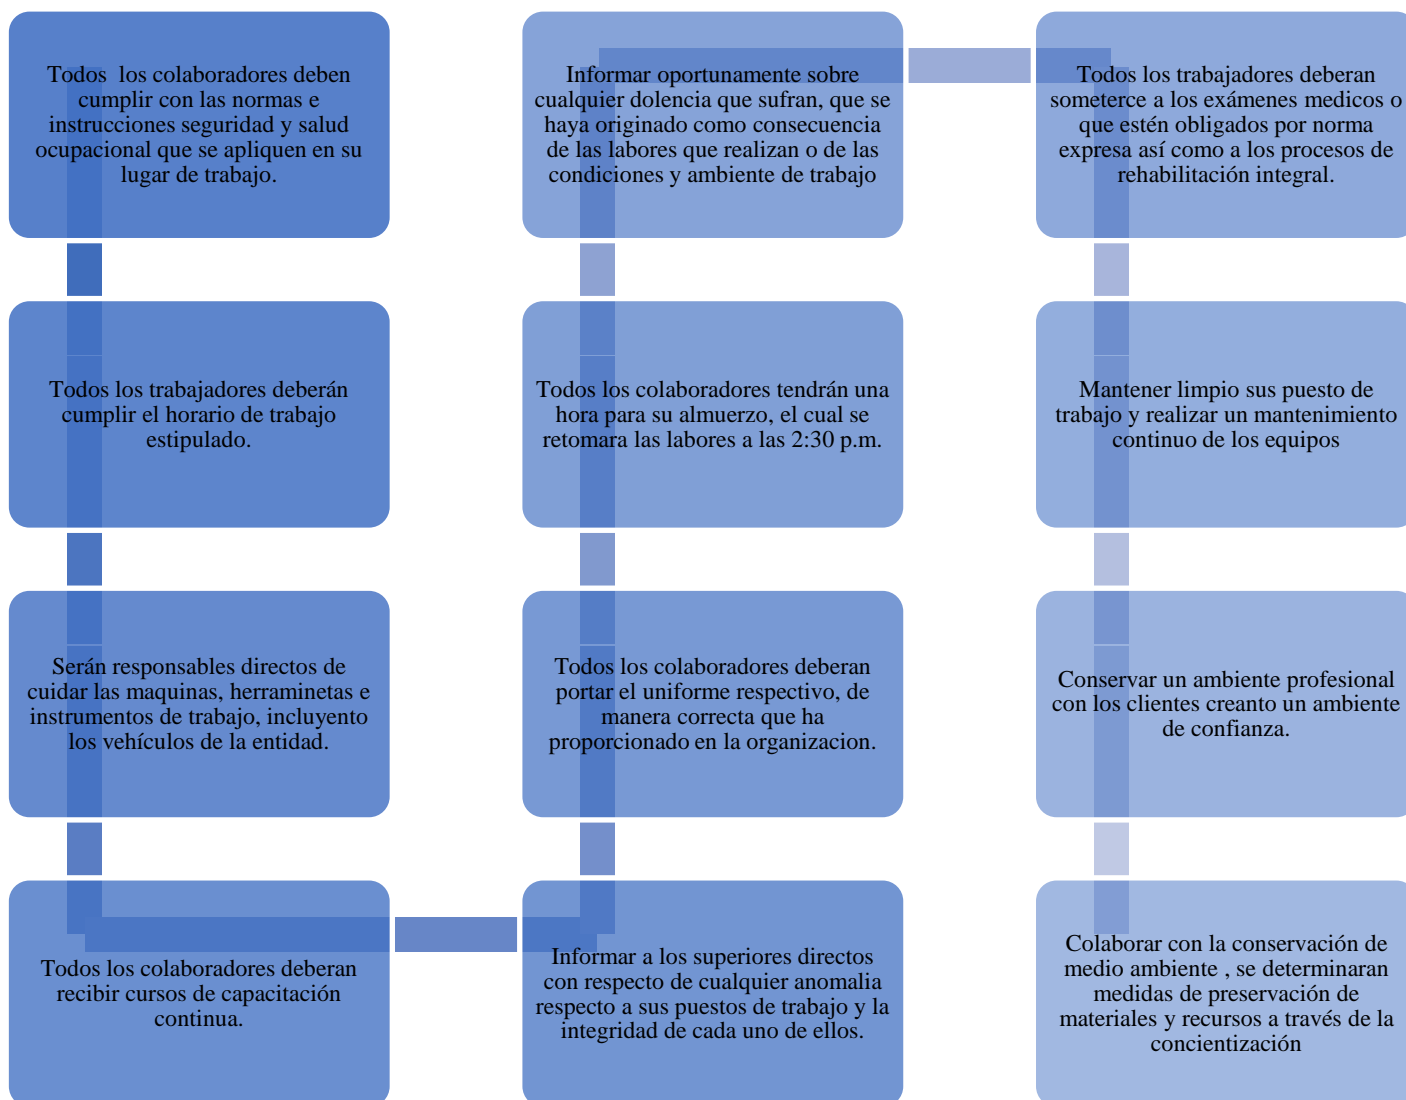 Todos  los colaboradores deben
cumplir con las normas e
instrucciones seguridad y salud
ocupacional que se apliquen en su
lugar de trabajo.
Todos los trabajadores deberán
cumplir el horario de trabajo
estipulado.
Serán responsables directos de
cuidar las maquinas, herraminetas e
instrumentos de trabajo, incluyento
los vehículos de la entidad.
Todos los colaboradores deberan
recibir cursos de capacitación
continua.
Informar a los superiores directos
con respecto de cualquier anomalia
respecto a sus puestos de trabajo y la
integridad de cada uno de ellos.
Todos los colaboradores deberan
portar el uniforme respectivo, de
manera correcta que ha
proporcionado en la organizacion.
Todos los colaboradores tendrán una
hora para su almuerzo, el cual se
retomara las labores a las 2:30 p.m.
Informar oportunamente sobre
cualquier dolencia que sufran, que se
haya originado como consecuencia
de las labores que realizan o de las
condiciones y ambiente de trabajo
Todos los trabajadores deberan
someterce a los exámenes medicos o
que estén obligados por norma
expresa así como a los procesos de
rehabilitación integral.
Mantener limpio sus puesto de
trabajo y realizar un mantenimiento
continuo de los equipos
Conservar un ambiente profesional
con los clientes creanto un ambiente
de confianza.
Colaborar con la conservación de
medio ambiente , se determinaran
medidas de preservación de
materiales y recursos a través de la
concientización